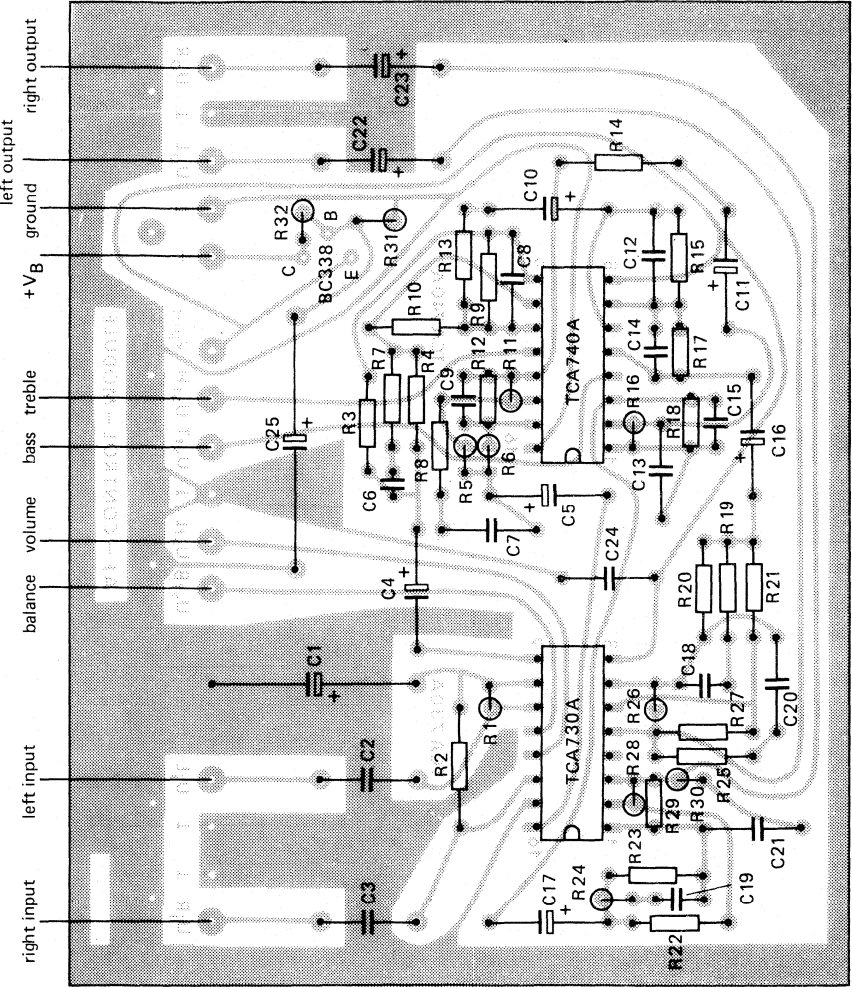 right output
left output
ground
+VB
treble
bass
volume
balance
left input
right input
C23
+
C22
+
R32
B
C
BC338
E
R31
R14
C10
+
R13
R9
C8
C12
R15
C11
+
R10
R7
R4
R12
R11
TCA740A
C14
R17
R3
C9
R16
C25
+
R8
R5
R6
R18
C15
C13
C16
+
C6
C7
C5
+
C4
+
C24
R20
R19
R21
C1
+
R1
TCA730A
R26
C18
R27
C20
C2
R2
R28
R25
R29
R30
C21
C3
C17
+
R24
R23
C19
R22